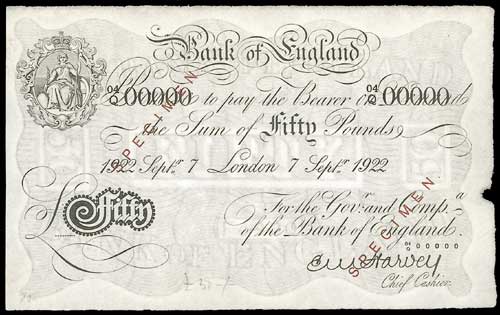 Bank of England
04/Q 00000 to pay the Bearer on 04/Q 00000
the Sum of Fifty Pounds
1922 Septr. 7 London 7 Septr. 1922
For the Govr. and Compa.
of the Bank of England.
04/Q 00000
£Fifty
E M Harvey
Chief Cashier.
SPECIMEN
SPECIMEN